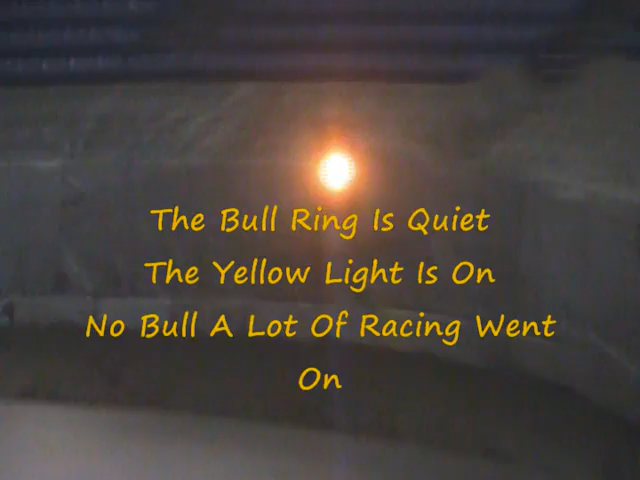 The Bull Ring Is Quiet
The Yellow Light Is On
No Bull A Lot Of Racing Went
On